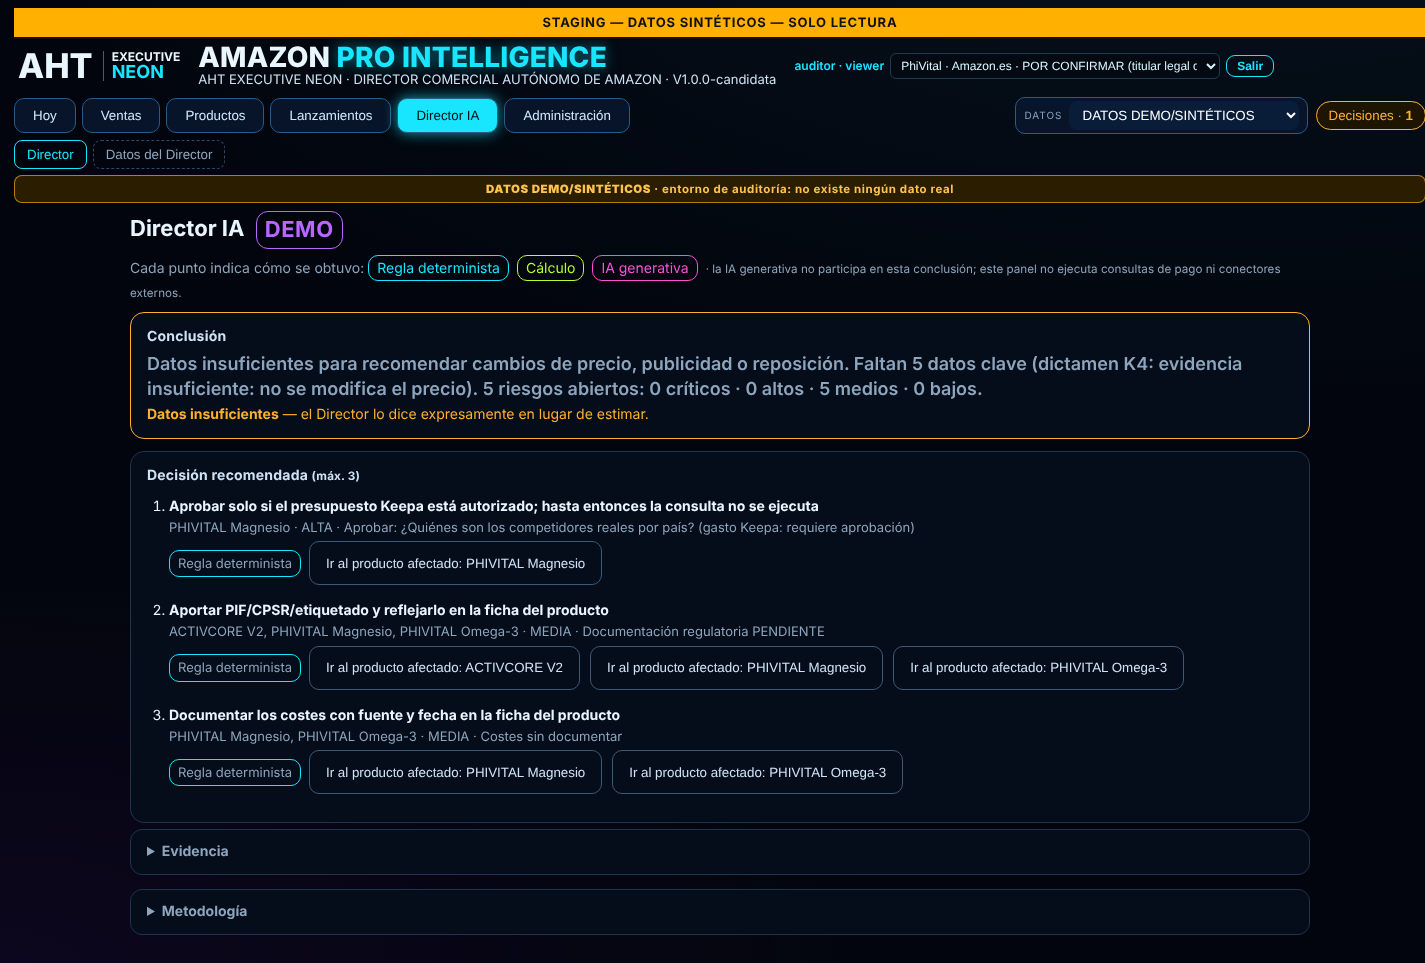 STAGING — DATOS SINTÉTICOS — SOLO LECTURA
AHT EXECUTIVE NEON
AMAZON PRO INTELLIGENCE
AHT EXECUTIVE NEON · DIRECTOR COMERCIAL AUTÓNOMO DE AMAZON · V1.0.0-candidata
auditor · viewer
PhiVital · Amazon.es · POR CONFIRMAR (titular legal c
Salir
Hoy
Ventas
Productos
Lanzamientos
Director IA
Administración
DATOS
DATOS DEMO/SINTÉTICOS
Decisiones · 1
Director
Datos del Director
DATOS DEMO/SINTÉTICOS · entorno de auditoría: no existe ningún dato real
Director IA DEMO
Cada punto indica cómo se obtuvo: Regla determinista Cálculo IA generativa · la IA generativa no participa en esta conclusión; este panel no ejecuta consultas de pago ni conectores
externos.
Conclusión
Datos insuficientes para recomendar cambios de precio, publicidad o reposición. Faltan 5 datos clave (dictamen K4: evidencia
insuficiente: no se modifica el precio). 5 riesgos abiertos: 0 críticos · 0 altos · 5 medios · 0 bajos.
Datos insuficientes — el Director lo dice expresamente en lugar de estimar.
Decisión recomendada (máx. 3)
1. Aprobar solo si el presupuesto Keepa está autorizado; hasta entonces la consulta no se ejecuta
PHIVITAL Magnesio · ALTA · Aprobar: ¿Quiénes son los competidores reales por país? (gasto Keepa: requiere aprobación)
Regla determinista
Ir al producto afectado: PHIVITAL Magnesio
2. Aportar PIF/CPSR/etiquetado y reflejarlo en la ficha del producto
ACTIVCORE V2, PHIVITAL Magnesio, PHIVITAL Omega-3 · MEDIA · Documentación regulatoria PENDIENTE
Regla determinista
Ir al producto afectado: ACTIVCORE V2
Ir al producto afectado: PHIVITAL Magnesio
Ir al producto afectado: PHIVITAL Omega-3
3. Documentar los costes con fuente y fecha en la ficha del producto
PHIVITAL Magnesio, PHIVITAL Omega-3 · MEDIA · Costes sin documentar
Regla determinista
Ir al producto afectado: PHIVITAL Magnesio
Ir al producto afectado: PHIVITAL Omega-3
Evidencia
Metodología